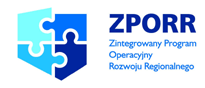 ZPORR
Zintegrowany Program
Operacyjny
Rozwoju Regionalnego